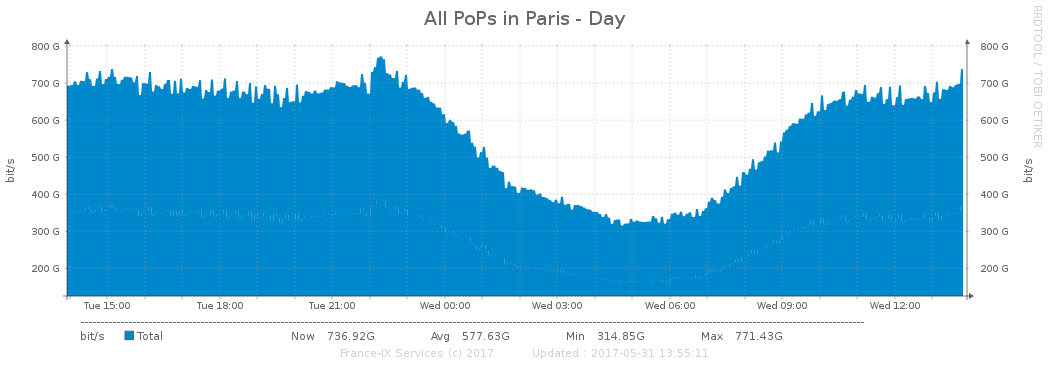 All PoPs in Paris - Day
RRDTOOL / TOBI OETIKER
800 G 800 G
700 G 700 G
600 G 600 G
500 G 500 G
400 G 400 G
300 G 300 G
200 G 200 G
bit/s bit/s
Tue 15:00 Tue 18:00 Tue 21:00 Wed 00:00 Wed 03:00 Wed 06:00 Wed 09:00 Wed 12:00
bit/s Total Now 736.92G Avg 577.63G Min 314.85G Max 771.43G
France-IX Services (c) 2017 Updated : 2017-05-31 13:55:11